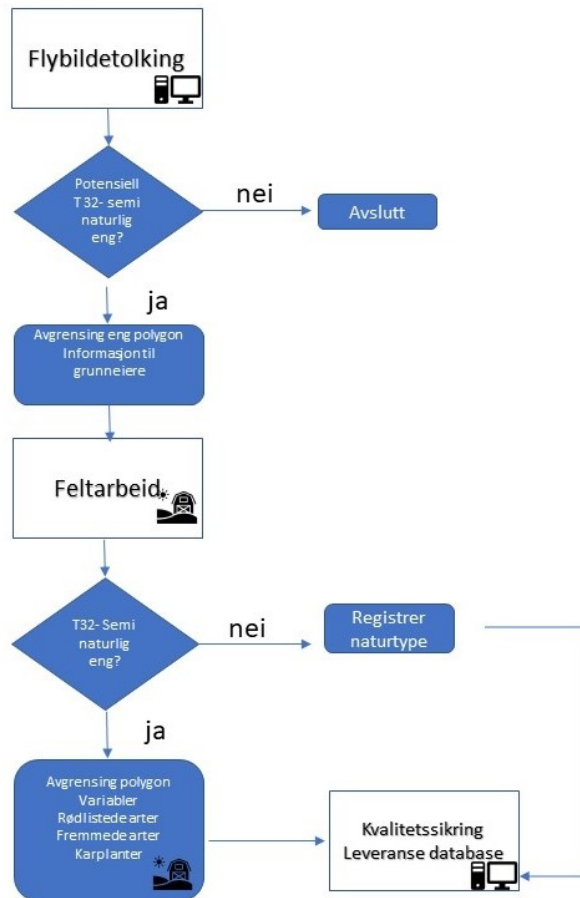 Flybildetolking
Potensiell
T32- semi
naturlig
eng?
nei
Avslutt
ja
Avgrensing eng polygon
Informasjon til
grunneiere
Feltarbeid
T32- Semi
naturlig
eng?
nei
Registrer
naturtype
ja
Avgrensing polygon
Variabler
Rødlistede arter
Fremmede arter
Karplanter
Kvalitetssikring
Leveranse database